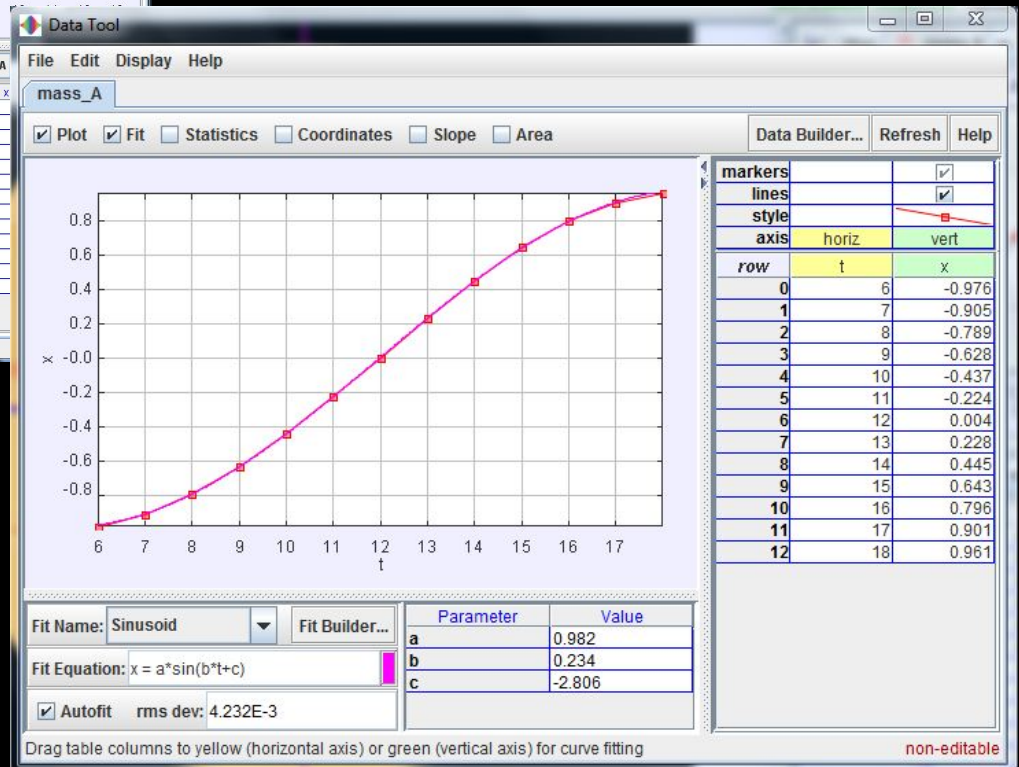 Data Tool
File Edit Display Help
mass_A
Plot Fit Statistics Coordinates Slope Area Data Builder... Refresh Help
markers
lines
style
axis horiz vert
row t x
0 6 -0.976
1 7 -0.905
2 8 -0.789
3 9 -0.628
4 10 -0.437
5 11 -0.224
6 12 0.004
7 13 0.228
8 14 0.445
9 15 0.643
10 16 0.796
11 17 0.901
12 18 0.961
0.8
0.6
0.4
0.2
x -0.0
-0.2
-0.4
-0.6
-0.8
6 7 8 9 10 11 12 13 14 15 16 17
t
Fit Name: Sinusoid Fit Builder...
Fit Equation: x = a*sin(b*t+c)
Autofit rms dev: 4.232E-3
Parameter Value
a 0.982
b 0.234
c -2.806
Drag table columns to yellow (horizontal axis) or green (vertical axis) for curve fitting non-editable
A
x